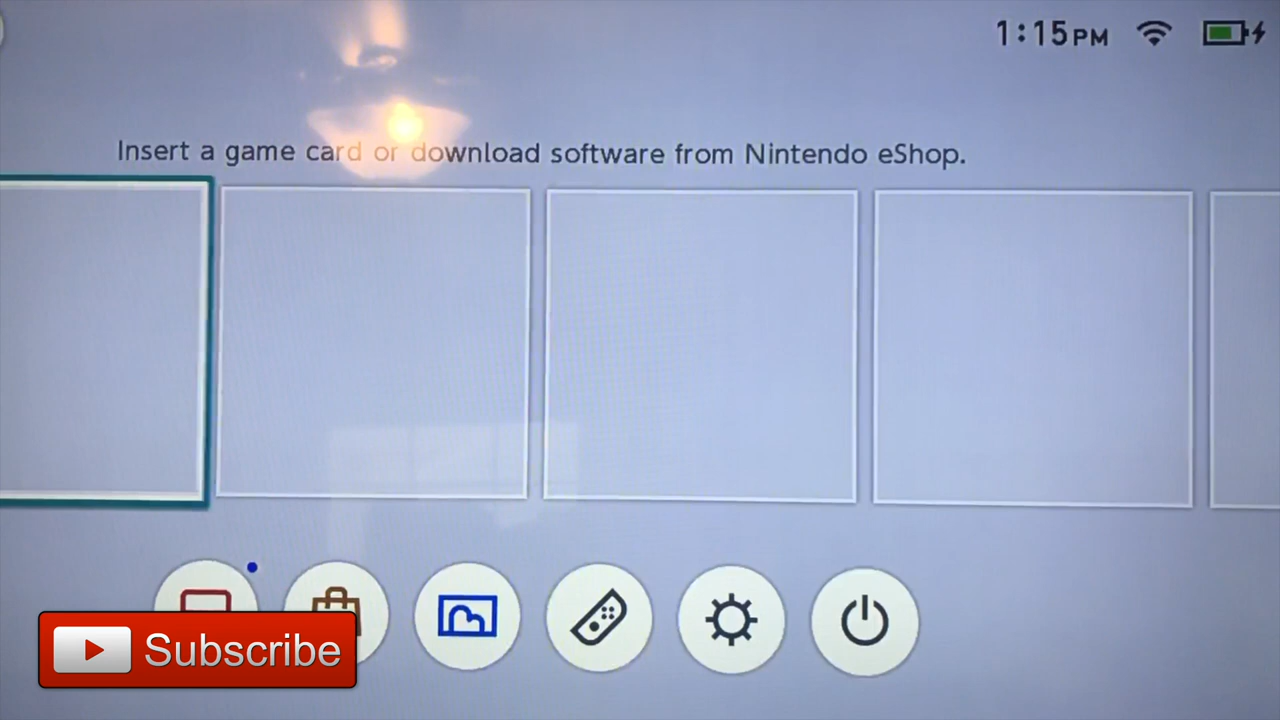 1:15PM
Insert a game card or download software from Nintendo eShop.
Subscribe